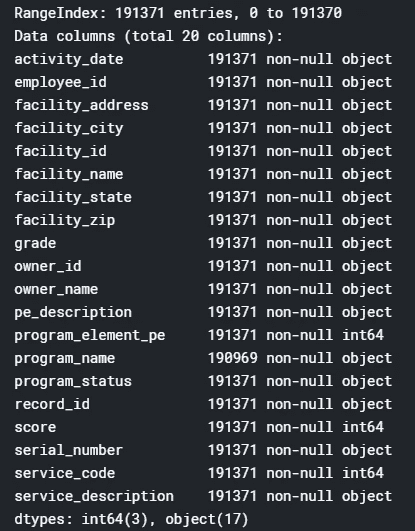 RangeIndex: 191371 entries, 0 to 191370
Data columns (total 20 columns):
activity_date 191371 non-null object
employee_id 191371 non-null object
facility_address 191371 non-null object
facility_city 191371 non-null object
facility_id 191371 non-null object
facility_name 191371 non-null object
facility_state 191371 non-null object
facility_zip 191371 non-null object
grade 191371 non-null object
owner_id 191371 non-null object
owner_name 191371 non-null object
pe_description 191371 non-null object
program_element_pe 191371 non-null int64
program_name 190969 non-null object
program_status 191371 non-null object
record_id 191371 non-null object
score 191371 non-null int64
serial_number 191371 non-null object
service_code 191371 non-null int64
service_description 191371 non-null object
dtypes: int64(3), object(17)